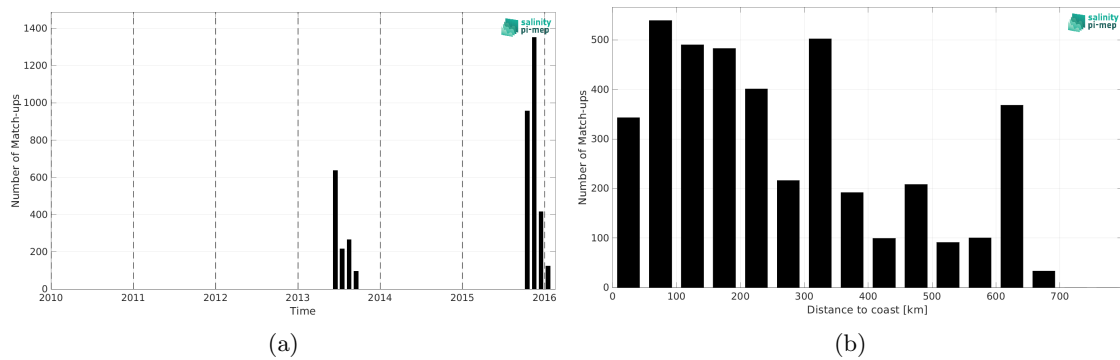 salinity
pi-mep
1400
1200
1000
800
600
400
200
0
Number of Match-ups
2010 2011 2012 2013 2014 2015 2016
Time
(a)
salinity
pi-mep
500
400
300
200
100
0
Number of Match-ups
0 100 200 300 400 500 600 700
Distance to coast [km]
(b)